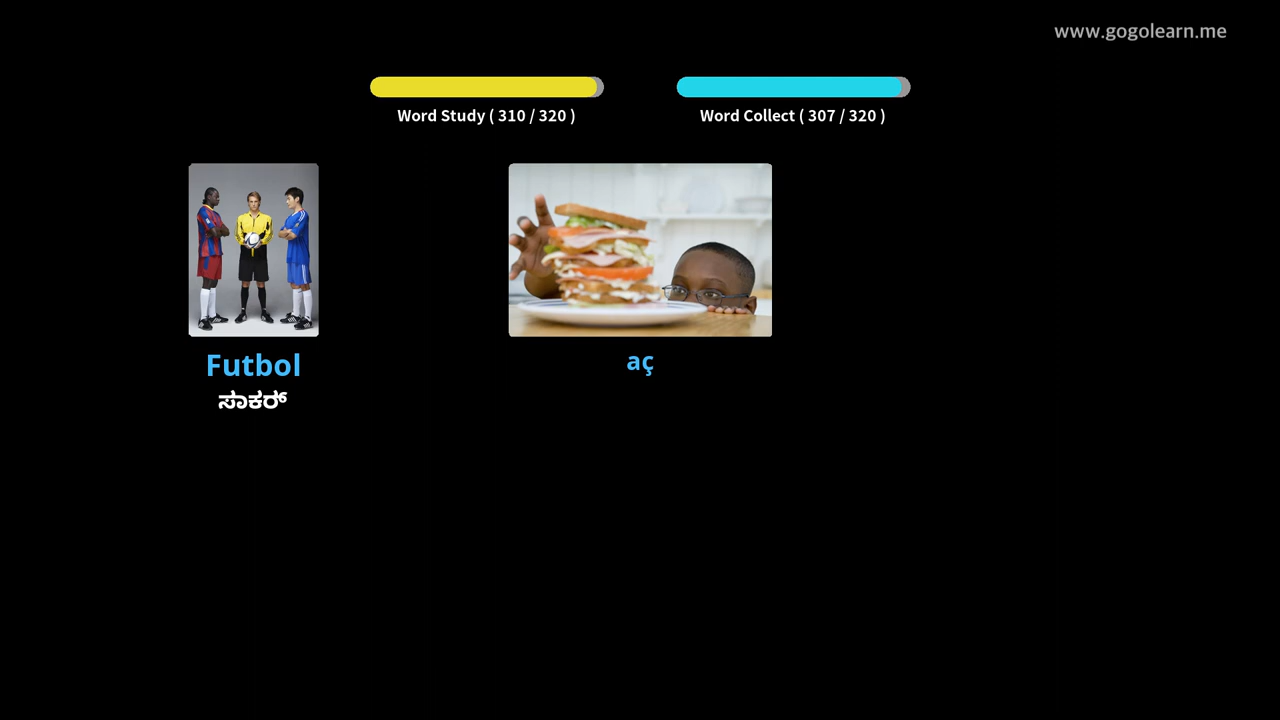 www.gogolearn.me
Word Study ( 310 / 320 )
Word Collect ( 307 / 320 )
Futbol
ಸಾಕರ್
aç